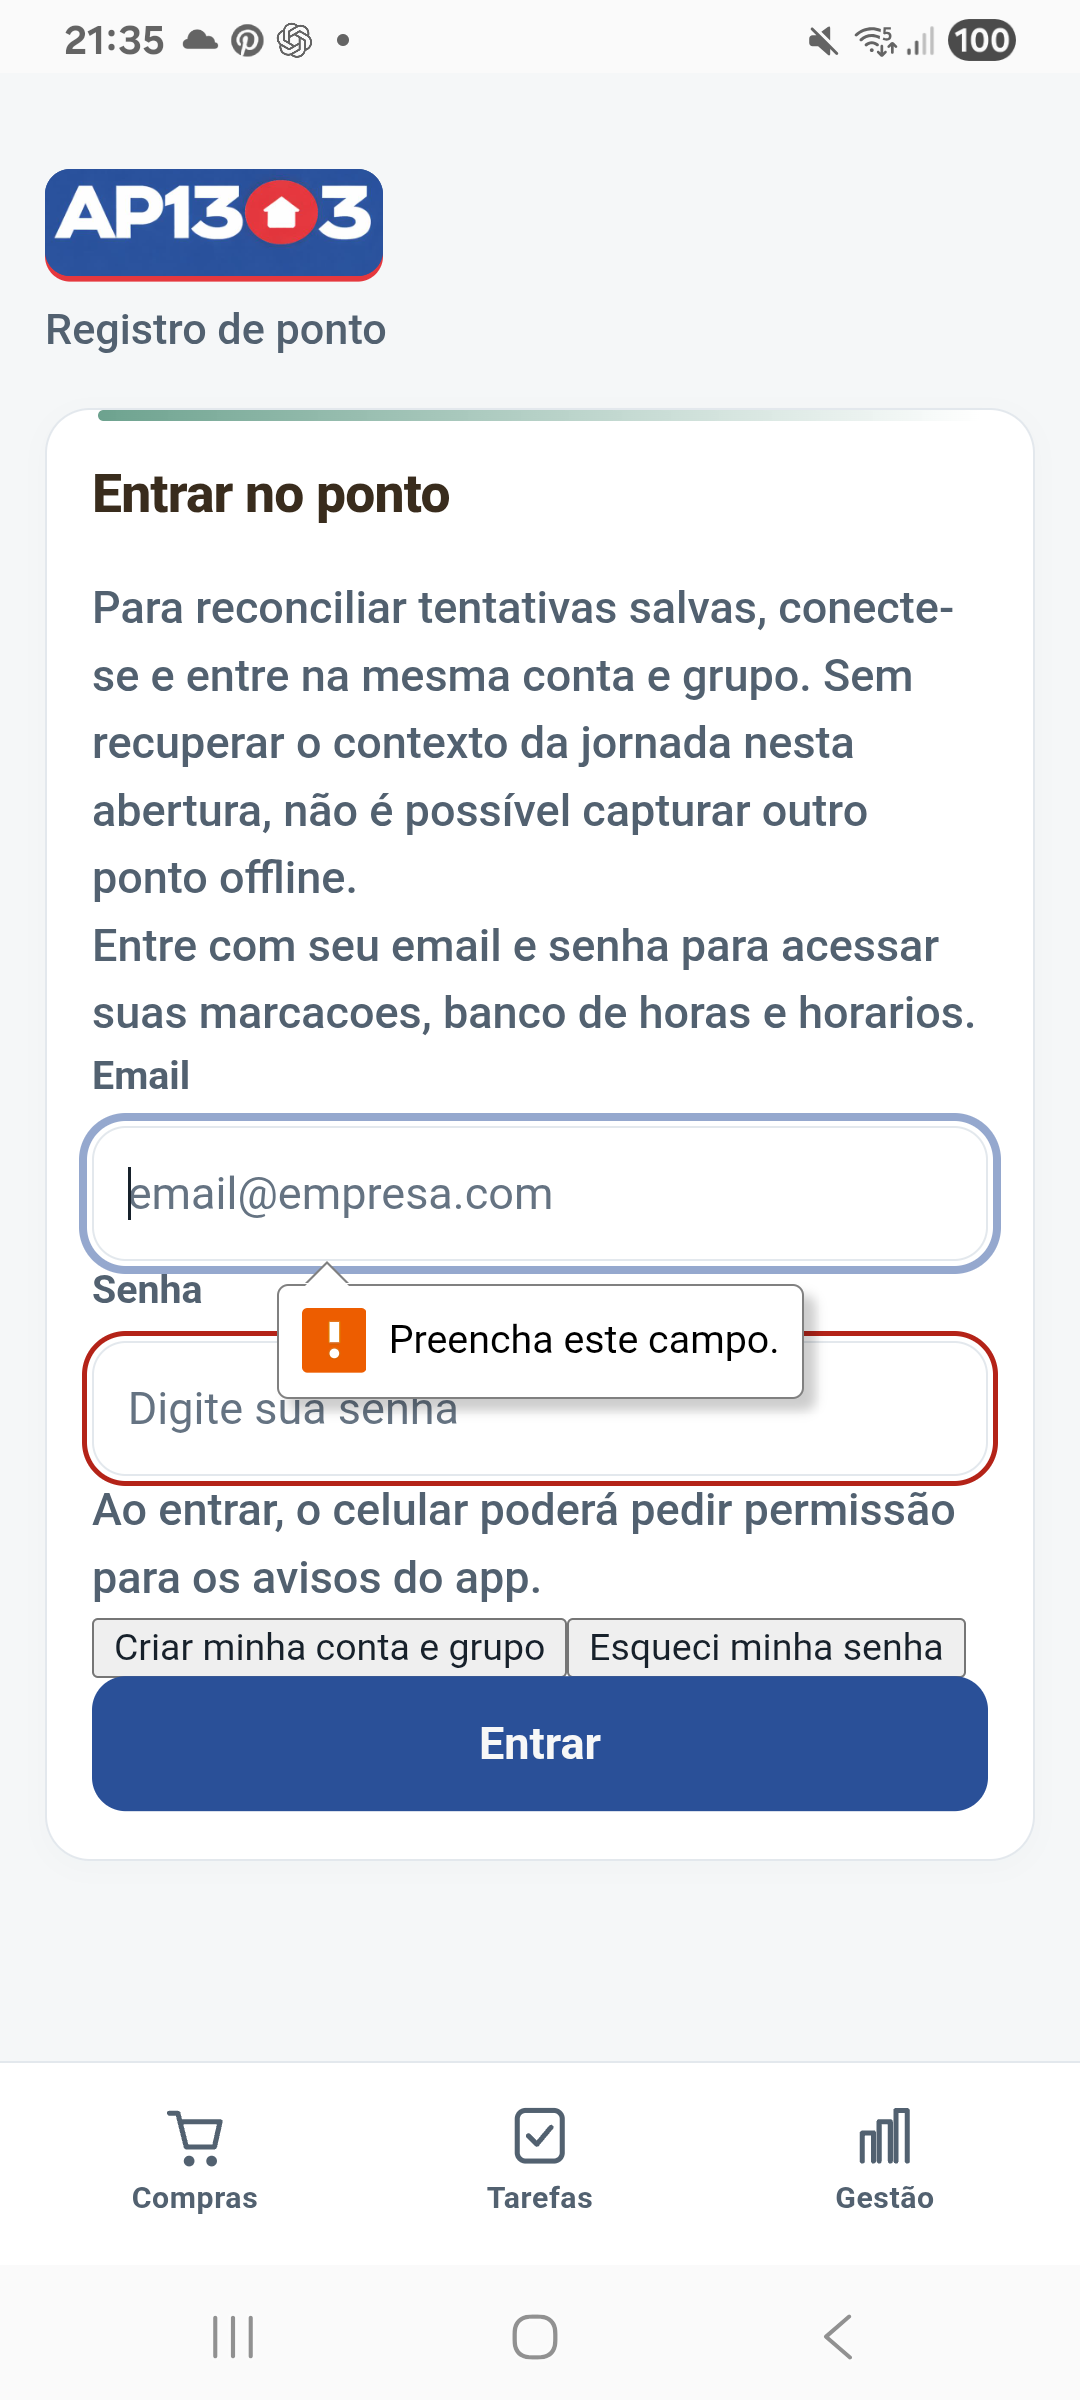 21:35
5
100
AP1303
Registro de ponto
Entrar no ponto
Para reconciliar tentativas salvas, conecte-
se e entre na mesma conta e grupo. Sem
recuperar o contexto da jornada nesta
abertura, não é possível capturar outro
ponto offline.
Entre com seu email e senha para acessar
suas marcacoes, banco de horas e horarios.
Email
email@empresa.com
Senha
Preencha este campo.
Digite sua senha
Ao entrar, o celular poderá pedir permissão
para os avisos do app.
Criar minha conta e grupo Esqueci minha senha
Entrar
Compras Tarefas Gestão